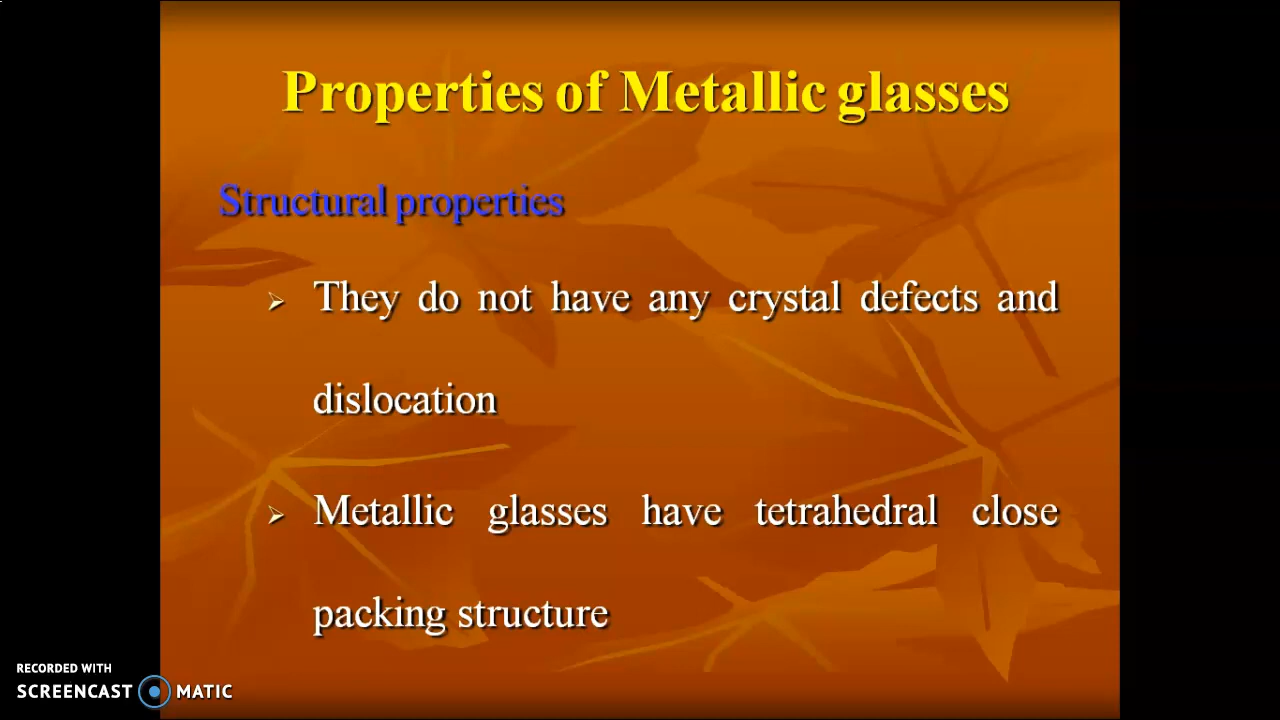 Properties of Metallic glasses
Structural properties
They do not have any crystal defects and
dislocation
Metallic glasses have tetrahedral close
packing structure
RECORDED WITH
SCREENCAST MATIC